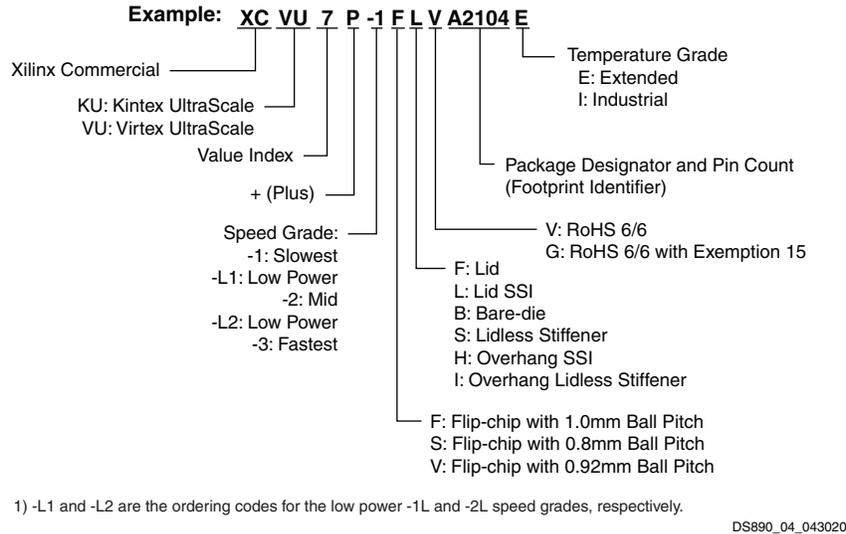 Example: XC VU 7 P -1 F L V A2104 E
Xilinx Commercial
KU: Kintex UltraScale
VU: Virtex UltraScale
Value Index
+ (Plus)
Speed Grade:
-1: Slowest
-L1: Low Power
-2: Mid
-L2: Low Power
-3: Fastest
Temperature Grade
E: Extended
I: Industrial
Package Designator and Pin Count
(Footprint Identifier)
V: RoHS 6/6
G: RoHS 6/6 with Exemption 15
F: Lid
L: Lid SSI
B: Bare-die
S: Lidless Stiffener
H: Overhang SSI
I: Overhang Lidless Stiffener
F: Flip-chip with 1.0mm Ball Pitch
S: Flip-chip with 0.8mm Ball Pitch
V: Flip-chip with 0.92mm Ball Pitch
1) -L1 and -L2 are the ordering codes for the low power -1L and -2L speed grades, respectively.
DS890_04_043020